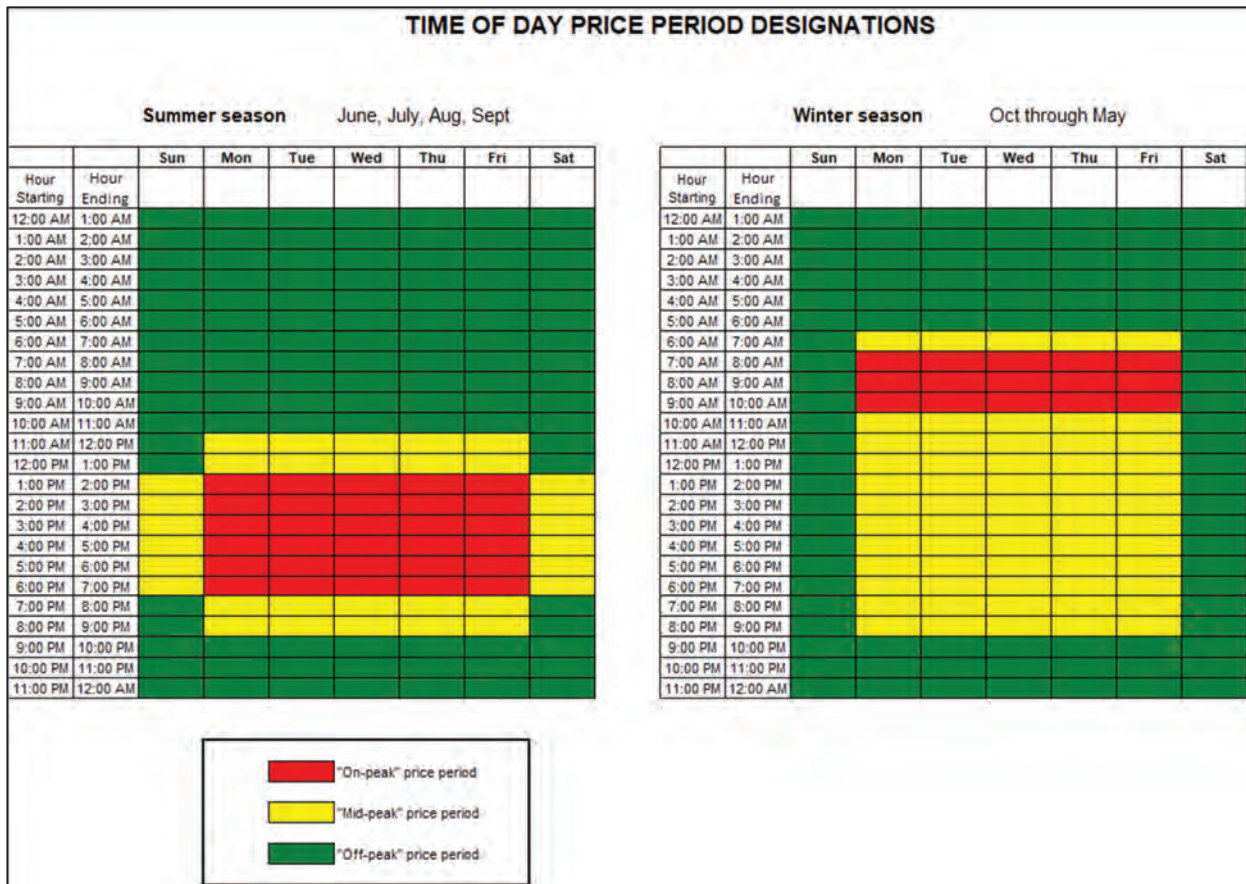 TIME OF DAY PRICE PERIOD DESIGNATIONS
Summer season June, July, Aug, Sept
Sun Mon Tue Wed Thu Fri Sat
Hour Starting Hour Ending
12:00 AM 1:00 AM
1:00 AM 2:00 AM
2:00 AM 3:00 AM
3:00 AM 4:00 AM
4:00 AM 5:00 AM
5:00 AM 6:00 AM
6:00 AM 7:00 AM
7:00 AM 8:00 AM
8:00 AM 9:00 AM
9:00 AM 10:00 AM
10:00 AM 11:00 AM
11:00 AM 12:00 PM
12:00 PM 1:00 PM
1:00 PM 2:00 PM
2:00 PM 3:00 PM
3:00 PM 4:00 PM
4:00 PM 5:00 PM
5:00 PM 6:00 PM
6:00 PM 7:00 PM
7:00 PM 8:00 PM
8:00 PM 9:00 PM
9:00 PM 10:00 PM
10:00 PM 11:00 PM
11:00 PM 12:00 AM
Winter season Oct through May
Sun Mon Tue Wed Thu Fri Sat
Hour Starting Hour Ending
12:00 AM 1:00 AM
1:00 AM 2:00 AM
2:00 AM 3:00 AM
3:00 AM 4:00 AM
4:00 AM 5:00 AM
5:00 AM 6:00 AM
6:00 AM 7:00 AM
7:00 AM 8:00 AM
8:00 AM 9:00 AM
9:00 AM 10:00 AM
10:00 AM 11:00 AM
11:00 AM 12:00 PM
12:00 PM 1:00 PM
1:00 PM 2:00 PM
2:00 PM 3:00 PM
3:00 PM 4:00 PM
4:00 PM 5:00 PM
5:00 PM 6:00 PM
6:00 PM 7:00 PM
7:00 PM 8:00 PM
8:00 PM 9:00 PM
9:00 PM 10:00 PM
10:00 PM 11:00 PM
11:00 PM 12:00 AM
"On-peak" price period
"Mid-peak" price period
"Off-peak" price period